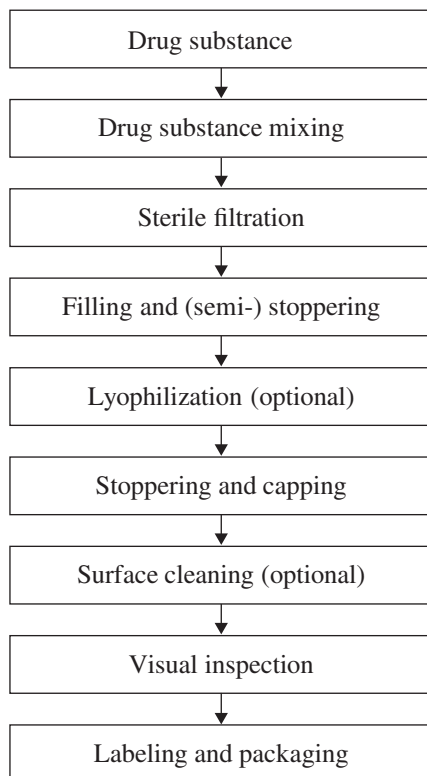 Drug substance
Drug substance mixing
Sterile filtration
Filling and (semi-) stoppering
Lyophilization (optional)
Stoppering and capping
Surface cleaning (optional)
Visual inspection
Labeling and packaging